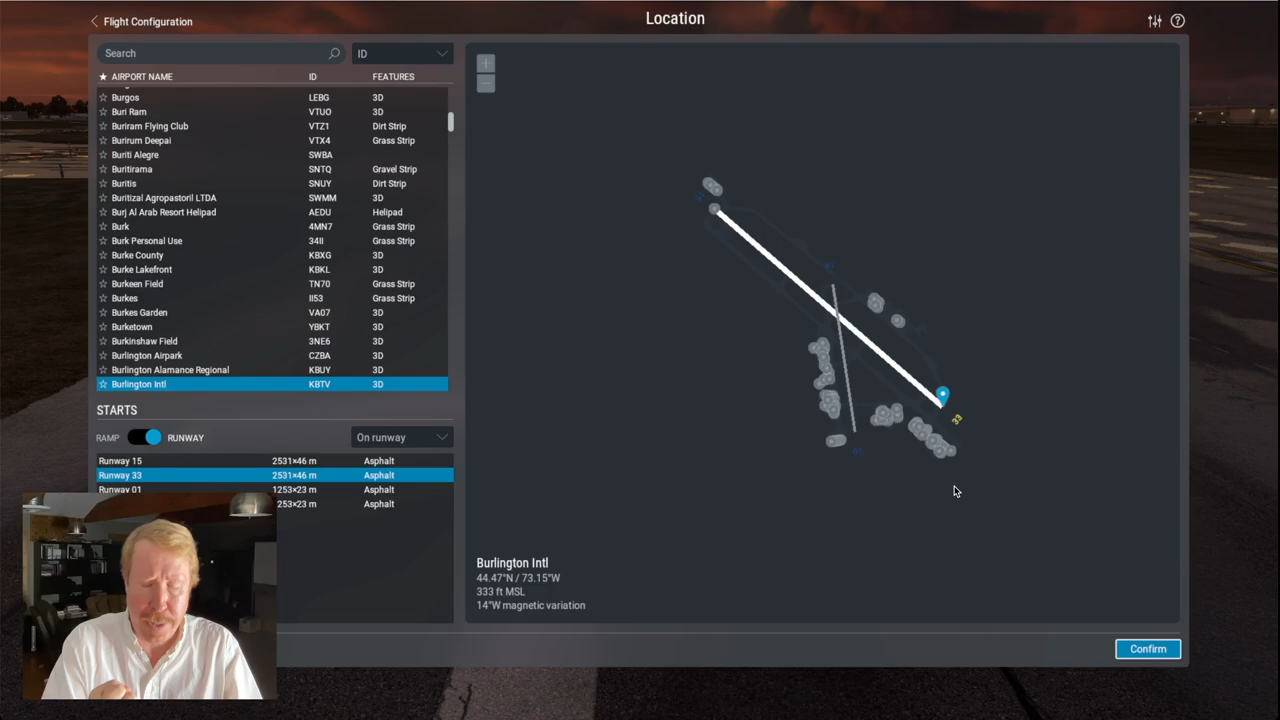 Flight Configuration
Location
Search
ID
AIRPORT NAME ID FEATURES
Burgos LEBG 3D
Buri Ram VTUO 3D
Buriram Flying Club VTZ1 Dirt Strip
Burirum Deepai VTX4 Grass Strip
Buriti Alegre SWBA
Buritirama SNTQ Gravel Strip
Buritis SNUY Dirt Strip
Buritizal Agropastoril LTDA SWMM 3D
Burj Al Arab Resort Helipad AEDU Helipad
Burk 4MN7 Grass Strip
Burk Personal Use 34II Grass Strip
Burke County KBXG 3D
Burke Lakefront KBKL 3D
Burkeen Field TN70 Grass Strip
Burkes II53 Grass Strip
Burkes Garden VA07 3D
Burketown YBKT 3D
Burkinshaw Field 3NE6 3D
Burlington Airpark CZBA 3D
Burlington Alamance Regional KBUY 3D
Burlington Intl KBTV 3D
STARTS
RAMP RUNWAY On runway
Runway 15 2531×46 m Asphalt
Runway 33 2531×46 m Asphalt
Runway 01 1253×23 m Asphalt
253×23 m Asphalt
33
01
Burlington Intl
44.47°N / 73.15°W
333 ft MSL
14°W magnetic variation
Confirm